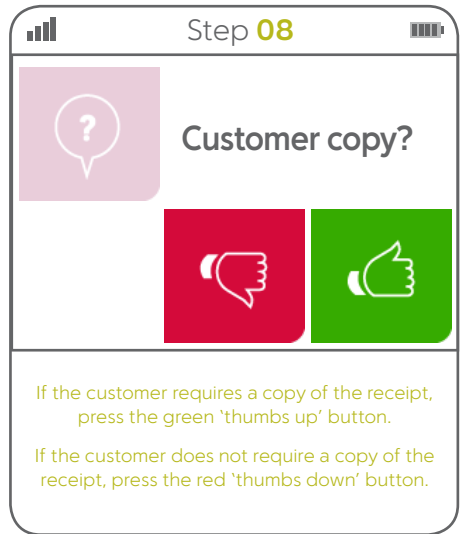 Step 08
?
Customer copy?
If the customer requires a copy of the receipt,
press the green ‘thumbs up’ button.
If the customer does not require a copy of the
receipt, press the red ‘thumbs down’ button.